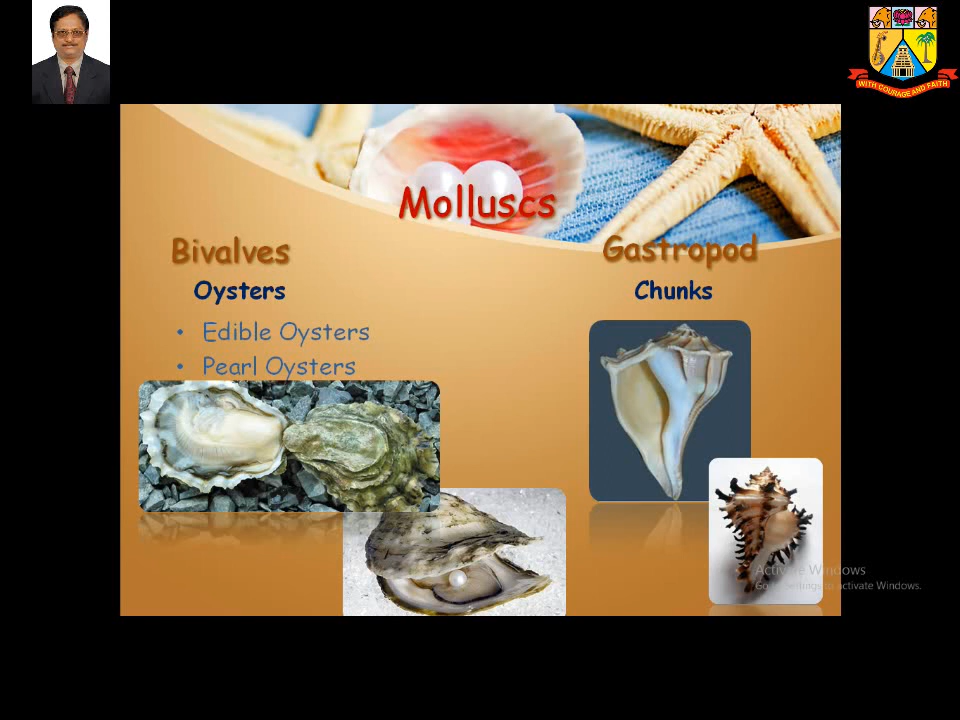 WITH COURAGE AND FAITH
Molluscs
Bivalves
Gastropod
Oysters
Chunks
• Edible Oysters
• Pearl Oysters
Activate Windows
Go to Settings to activate Windows.